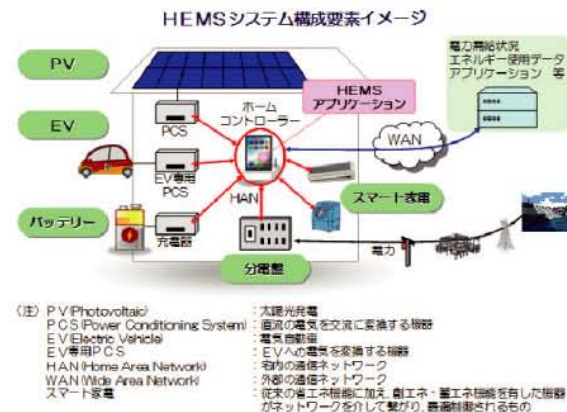 HEMSシステム構成要素イメージ
PV
EV
バッテリー
PCS
EV専用
PCS
充電器
ホーム
コントローラー
HEMS
アプリケーション
HAN
分電盤
スマート家電
WAN
電力需給状況
エネルギー使用データ
アプリケーション 等
電力
(注) PV(Photovoltaic) : 太陽光発電
PCS(Power Conditioning System) : 直流の電気を交流に変換する機器
EV(Electric Vehicle) : 電気自動車
EV専用PCS : EVへの電気を変換する機器
HAN(Home Area Network) : 宅内の通信ネットワーク
WAN(Wide Area Network) : 外部の通信ネットワーク
スマート家電 : 従来の省エネ機能に加え、創エネ・蓄エネ機能を有した機器
がネットワークを介して繋がり、最適制御されるもの